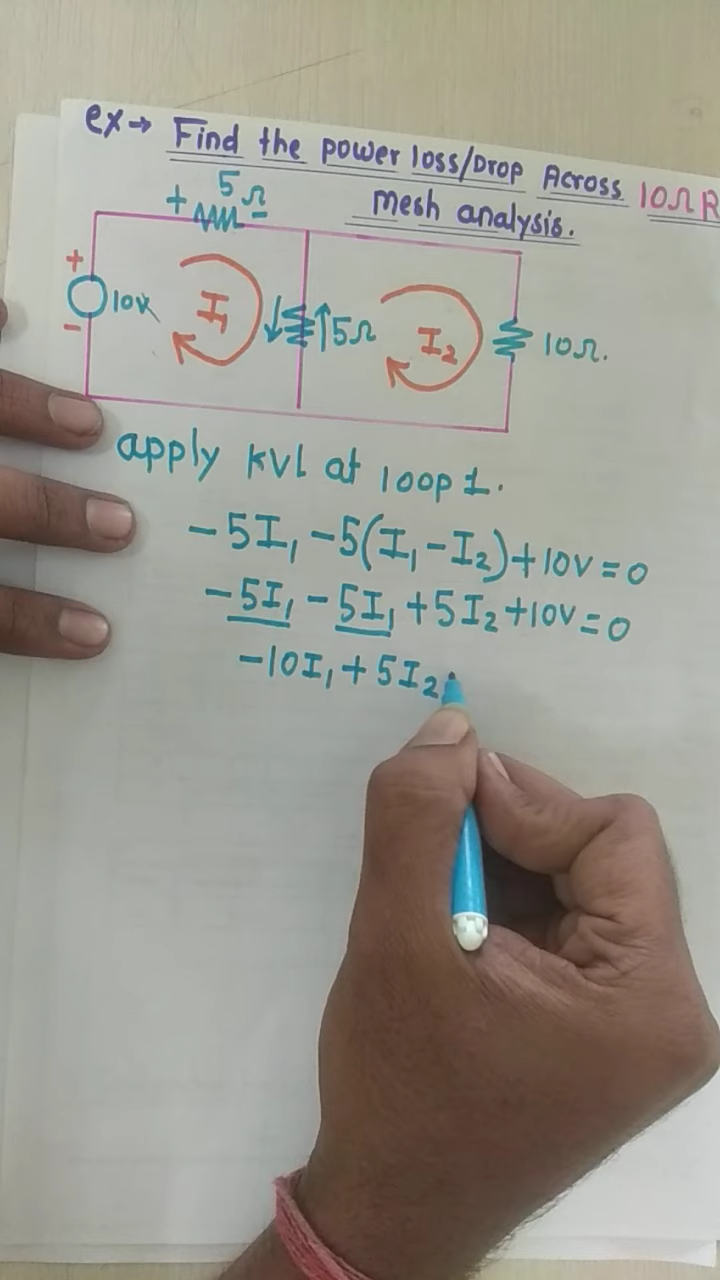 ex→ Find the power loss/Drop Across 10Ω R
mesh analysis.
+ 5Ω -
+
10v
-
I₁
5Ω
I₂
10Ω.
apply KVL at loop 1.
-5I₁ -5(I₁-I₂)+10V=0
-5I₁ -5I₁ +5I₂+10V=0
-10I₁+5I₂